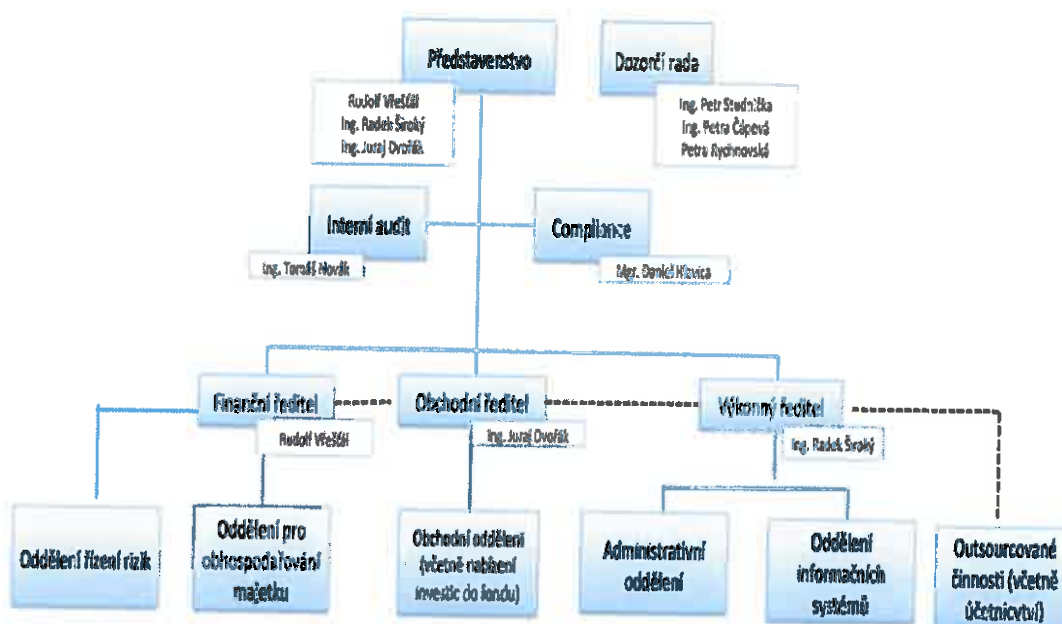 Představenstvo
Dozorčí rada
Rudolf Vřešťál
Ing. Radek Široký
Ing. Juraj Dvořák
Ing. Petr Studnička
Ing. Petra Čápová
Petra Rychnovská
Interní audit
Compliance
Ing. Tomáš Novák
Mgr. Daniel
Finanční ředitel
Obchodní ředitel
Výkonný ředitel
Rudolf Vřešťál
Ing. Juraj Dvořák
Ing. Radek Široký
Oddělení řízení rizik
Oddělení pro
obhospodařování
majetku
Obchodní oddělení
(včetně nabízení
investic do fondu)
Administrativní
oddělení
Oddělení
informačních
systémů
Outsourcované
činnosti (včetně
účetnicvtví)